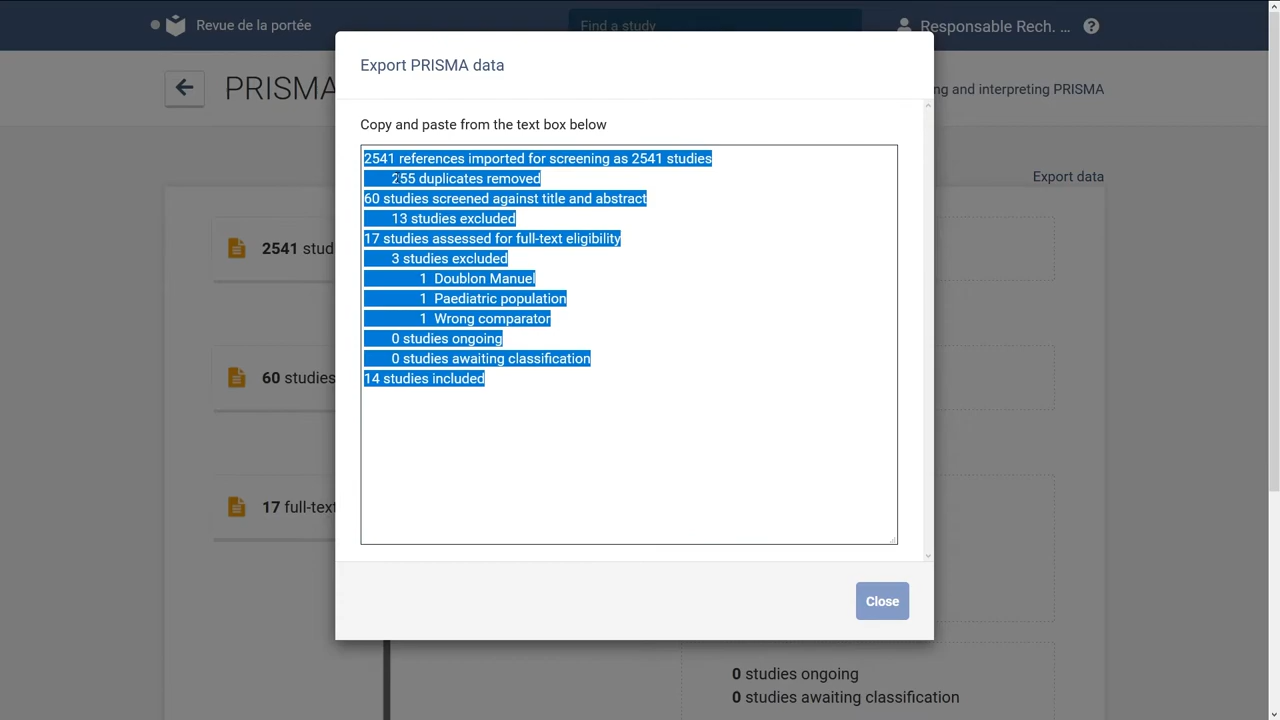 Revue de la portée
Find a study
Responsable Rech. ...
Export PRISMA data
PRISMA
ng and interpreting PRISMA
Copy and paste from the text box below
2541 references imported for screening as 2541 studies
255 duplicates removed
60 studies screened against title and abstract
13 studies excluded
17 studies assessed for full-text eligibility
3 studies excluded
1 Doublon Manuel
1 Paediatric population
1 Wrong comparator
0 studies ongoing
0 studies awaiting classification
14 studies included
Export data
2541 stud
60 studies
17 full-text
Close
0 studies ongoing
0 studies awaiting classification